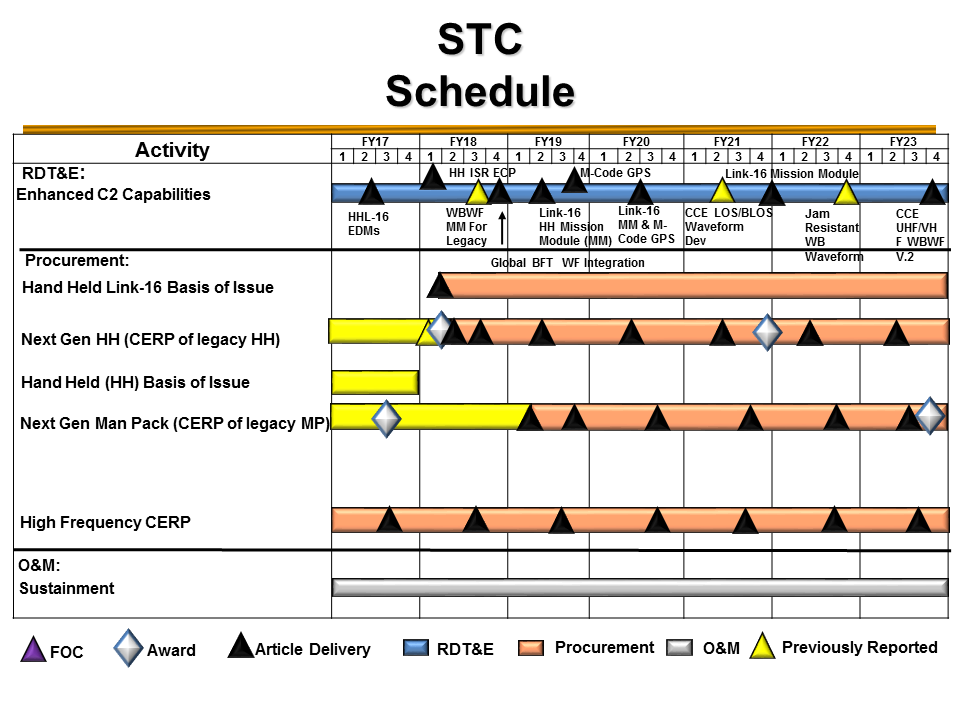 STC
Schedule
Activity
FY17 FY18 FY19 FY20 FY21 FY22 FY23
1 2 3 4 1 2 3 4 1 2 3 4 1 2 3 4 1 2 3 4 1 2 3 4 1 2 3 4
RDT&E:
HH ISR ECP
M-Code GPS
Link-16 Mission Module
Enhanced C2 Capabilities
HHL-16
EDMs
WBWF
MM For
Legacy
Link-16
HH Mission
Module (MM)
Link-16
MM & M-
Code GPS
CCE LOS/BLOS
Waveform
Dev
Jam
Resistant
WB
Waveform
CCE
UHF/VH
F WBWF
V.2
Procurement:
Global BFT WF Integration
Hand Held Link-16 Basis of Issue
Next Gen HH (CERP of legacy HH)
Hand Held (HH) Basis of Issue
Next Gen Man Pack (CERP of legacy MP)
High Frequency CERP
O&M:
Sustainment
FOC
Award
Article Delivery
RDT&E
Procurement
O&M
Previously Reported